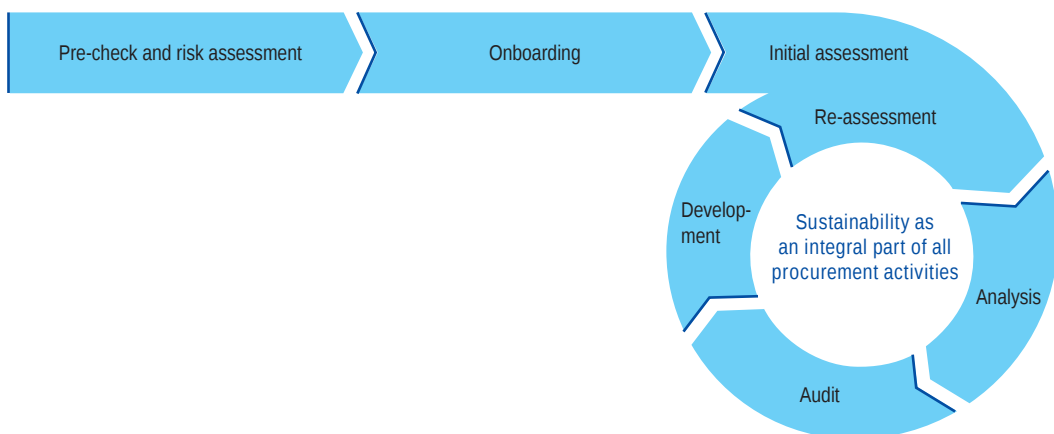 Pre-check and risk assessment
Onboarding
Initial assessment
Re-assessment
Develop-
ment
Sustainability as
an integral part of all
procurement activities
Analysis
Audit